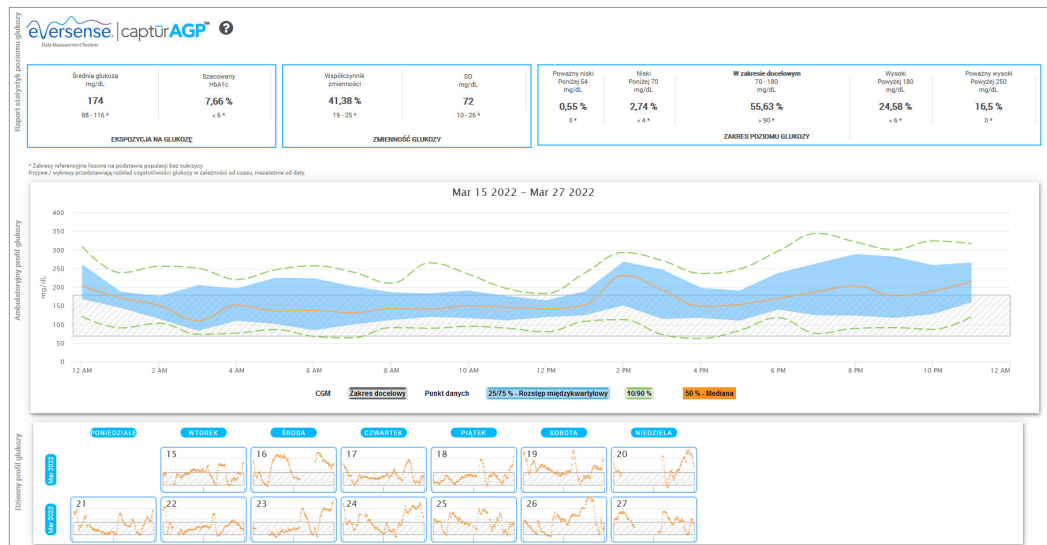 eversense. | captūrAGP™ ?
Data Management System
Raport statystyk poziomu glukozy
Średnia glukoza
mg/dL
174
88 - 116 *
Szacowany
HbA1c
7,66 %
< 6 *
EKSPOZYCJA NA GLUKOZĘ
Współczynnik
zmienności
41,38 %
19 - 25 *
SD
mg/dL
72
10 - 26 *
ZMIENNOŚĆ GLUKOZY
Poważny niski
Poniżej 54
mg/dL
0,55 %
0 *
Niski
Poniżej 70
mg/dL
2,74 %
< 4 *
W zakresie docelowym
70 - 180
mg/dL
55,63 %
> 90 *
Wysoki
Powyżej 180
mg/dL
24,58 %
< 6 *
Poważny wysoki
Powyżej 250
mg/dL
16,5 %
0 *
ZAKRES POZIOMU GLUKOZY
* Zakresy referencyjne liczone na podstawie populacji bez cukrzycy
Krzywe / wykresy przedstawiają rozkład częstotliwości glukozy w zależności od czasu, niezależnie od daty.
Ambulatoryjny profil glukozy
Mar 15 2022 – Mar 27 2022
mg/dL
400
350
300
250
200
150
100
50
0
12 AM 2 AM 4 AM 6 AM 8 AM 10 AM 12 PM 2 PM 4 PM 6 PM 8 PM 10 PM 12 AM
CGM Zakres docelowy Punkt danych 25/75 % - Rozstęp międzykwartylowy 10/90 % 50 % - Mediana
Dzienny profil glukozy
PONIEDZIAŁE WTOREK ŚRODA CZWARTEK PIĄTEK SOBOTA NIEDZIELA
Mar 2022
15 16 17 18 19 20
Mar 2022
21 22 23 24 25 26 27